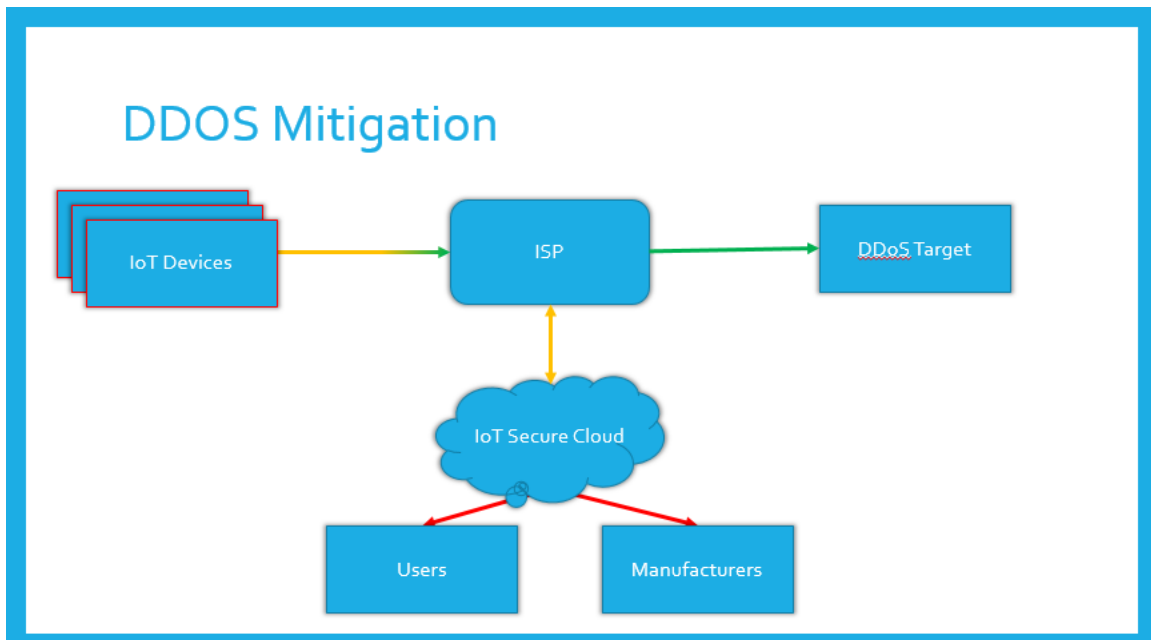 DDOS Mitigation
IoT Devices
ISP
DDoS Target
IoT Secure Cloud
Users
Manufacturers